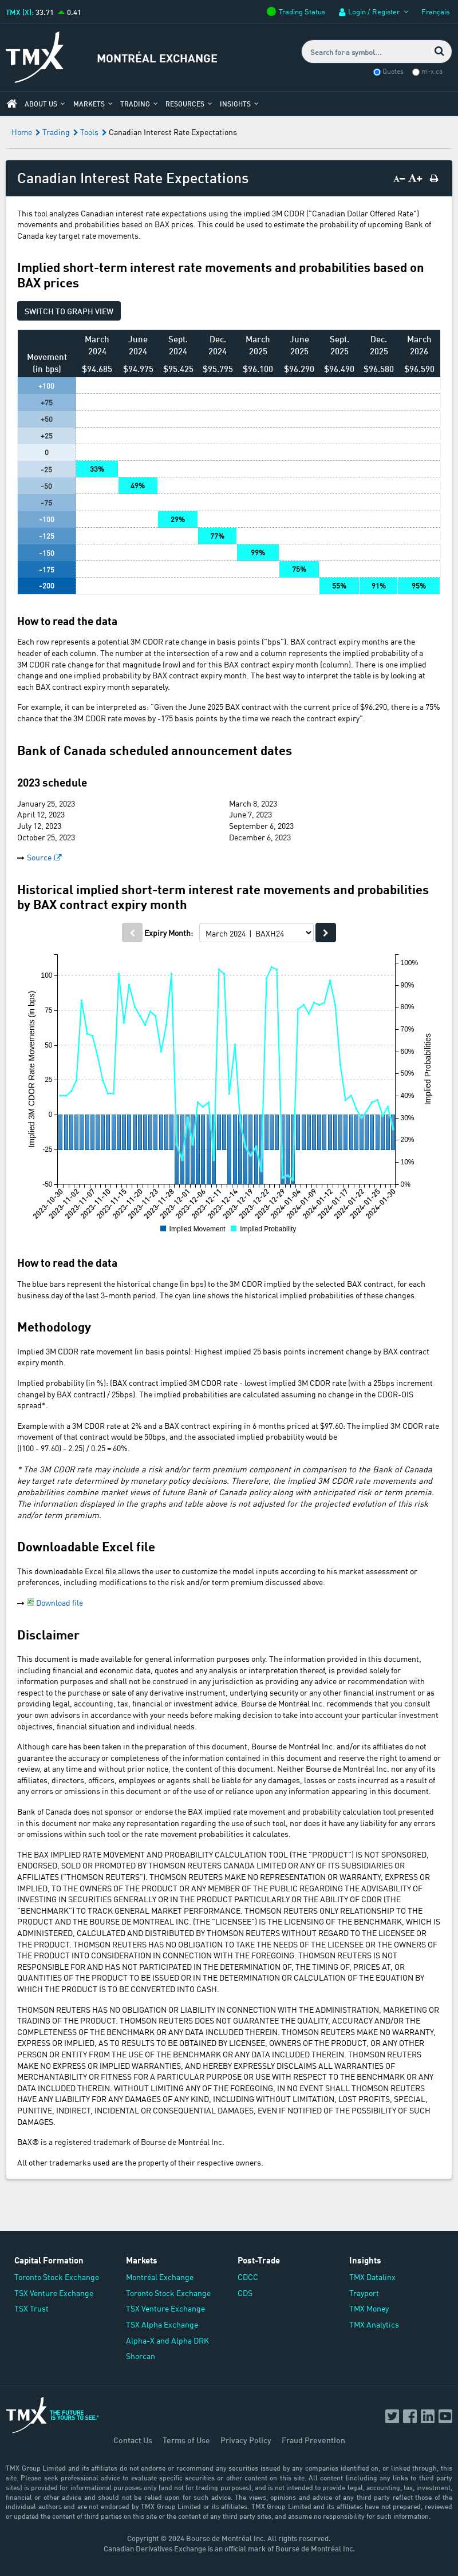 TMX (X): 33.71 0.41
Trading Status
Login / Register
Français
TMX
MONTRÉAL EXCHANGE
Search for a symbol...
Quotes
m-x.ca
ABOUT US
MARKETS
TRADING
RESOURCES
INSIGHTS
Home > Trading > Tools > Canadian Interest Rate Expectations
Canadian Interest Rate Expectations
A− A+
This tool analyzes Canadian interest rate expectations using the implied 3M CDOR ("Canadian Dollar Offered Rate")
movements and probabilities based on BAX prices. This could be used to estimate the probability of upcoming Bank of
Canada key target rate movements.
Implied short-term interest rate movements and probabilities based on
BAX prices
SWITCH TO GRAPH VIEW
Movement (in bps) March 2024 $94.685 June 2024 $94.975 Sept. 2024 $95.425 Dec. 2024 $95.795 March 2025 $96.100 June 2025 $96.290 Sept. 2025 $96.490 Dec. 2025 $96.580 March 2026 $96.590
+100
+75
+50
+25
0
-25 33%
-50 49%
-75
-100 29%
-125 77%
-150 99%
-175 75%
-200 55% 91% 95%
How to read the data
Each row represents a potential 3M CDOR rate change in basis points ("bps"). BAX contract expiry months are the
header of each column. The number at the intersection of a row and a column represents the implied probability of a
3M CDOR rate change for that magnitude (row) and for this BAX contract expiry month (column). There is one implied
change and one implied probability by BAX contract expiry month. The best way to interpret the table is by looking at
each BAX contract expiry month separately.
For example, it can be interpreted as: "Given the June 2025 BAX contract with the current price of $96.290, there is a 75%
chance that the 3M CDOR rate moves by -175 basis points by the time we reach the contract expiry".
Bank of Canada scheduled announcement dates
2023 schedule
January 25, 2023
April 12, 2023
July 12, 2023
October 25, 2023
March 8, 2023
June 7, 2023
September 6, 2023
December 6, 2023
Source
Historical implied short-term interest rate movements and probabilities
by BAX contract expiry month
Expiry Month: March 2024 | BAXH24
Implied 3M CDOR Rate Movements (in bps)
100
75
50
25
0
-25
-50
100%
90%
80%
70%
60%
50%
40%
30%
20%
10%
0%
Implied Probabilities
2023-10-30 2023-11-02 2023-11-07 2023-11-10 2023-11-15 2023-11-20 2023-11-23 2023-11-28 2023-12-01 2023-12-06 2023-12-11 2023-12-14 2023-12-19 2023-12-22 2023-12-29 2024-01-04 2024-01-09 2024-01-12 2024-01-17 2024-01-22 2024-01-25 2024-01-30
Implied Movement Implied Probability
How to read the data
The blue bars represent the historical change (in bps) to the 3M CDOR implied by the selected BAX contract, for each
business day of the last 3-month period. The cyan line shows the historical implied probabilities of these changes.
Methodology
Implied 3M CDOR rate movement (in basis points): Highest implied 25 basis points increment change by BAX contract
expiry month.
Implied probability (in %): (BAX contract implied 3M CDOR rate - lowest implied 3M CDOR rate (with a 25bps increment
change) by BAX contract) / 25bps). The implied probabilities are calculated assuming no change in the CDOR-OIS
spread*.
Example with a 3M CDOR rate at 2% and a BAX contract expiring in 6 months priced at $97.60: The implied 3M CDOR rate
movement of that contract would be 50bps, and the associated implied probability would be
((100 - 97.60) - 2.25) / 0.25 = 60%.
* The 3M CDOR rate may include a risk and/or term premium component in comparison to the Bank of Canada
key target rate determined by monetary policy decisions. Therefore, the implied 3M CDOR rate movements and
probabilities combine market views of future Bank of Canada policy along with anticipated risk or term premia.
The information displayed in the graphs and table above is not adjusted for the projected evolution of this risk
and/or term premium.
Downloadable Excel file
This downloadable Excel file allows the user to customize the model inputs according to his market assessment or
preferences, including modifications to the risk and/or term premium discussed above.
Download file
Disclaimer
This document is made available for general information purposes only. The information provided in this document,
including financial and economic data, quotes and any analysis or interpretation thereof, is provided solely for
information purposes and shall not be construed in any jurisdiction as providing any advice or recommendation with
respect to the purchase or sale of any derivative instrument, underlying security or any other financial instrument or as
providing legal, accounting, tax, financial or investment advice. Bourse de Montréal Inc. recommends that you consult
your own advisors in accordance with your needs before making decision to take into account your particular investment
objectives, financial situation and individual needs.
Although care has been taken in the preparation of this document, Bourse de Montréal Inc. and/or its affiliates do not
guarantee the accuracy or completeness of the information contained in this document and reserve the right to amend or
review, at any time and without prior notice, the content of this document. Neither Bourse de Montréal Inc. nor any of its
affiliates, directors, officers, employees or agents shall be liable for any damages, losses or costs incurred as a result of
any errors or omissions or of the use of or reliance upon any information appearing in this document.
Bank of Canada does not sponsor or endorse the BAX implied rate movement and probability calculation tool presented
in this document nor make any representation regarding the use of such tool, nor does it have any liability for any errors
or omissions within such tool or the rate movement probabilities it calculates.
THE BAX IMPLIED RATE MOVEMENT AND PROBABILITY CALCULATION TOOL (THE "PRODUCT") IS NOT SPONSORED,
ENDORSED, SOLD OR PROMOTED BY THOMSON REUTERS CANADA LIMITED OR ANY OF ITS SUBSIDIARIES OR
AFFILIATES ("THOMSON REUTERS"). THOMSON REUTERS MAKES NO REPRESENTATION OR WARRANTY, EXPRESS OR
IMPLIED, TO THE OWNERS OF THE PRODUCT OR ANY MEMBER OF THE PUBLIC REGARDING THE ADVISABILITY OF
INVESTING IN SECURITIES GENERALLY OR IN THE PRODUCT PARTICULARLY OR THE ABILITY OF CDOR (THE
"BENCHMARK") TO TRACK GENERAL MARKET PERFORMANCE. THOMSON REUTERS ONLY RELATIONSHIP TO THE
PRODUCT AND THE BOURSE DE MONTREAL INC. (THE "LICENSEE") IS THE LICENSING OF THE BENCHMARK, WHICH IS
ADMINISTERED, CALCULATED AND DISTRIBUTED BY THOMSON REUTERS WITHOUT REGARD TO THE LICENSEE OR
THE PRODUCT. THOMSON REUTERS HAS NO OBLIGATION TO TAKE THE NEEDS OF THE LICENSEE OR THE OWNERS OF
THE PRODUCT INTO CONSIDERATION IN CONNECTION WITH THE FOREGOING. THOMSON REUTERS IS NOT
RESPONSIBLE FOR AND HAS NOT PARTICIPATED IN THE DETERMINATION OF, THE TIMING OF, PRICES AT, OR
QUANTITIES OF THE PRODUCT TO BE ISSUED OR IN THE DETERMINATION OR CALCULATION OF THE EQUATION BY
WHICH THE PRODUCT IS TO BE CONVERTED INTO CASH.
THOMSON REUTERS HAS NO OBLIGATION OR LIABILITY IN CONNECTION WITH THE ADMINISTRATION, MARKETING OR
TRADING OF THE PRODUCT. THOMSON REUTERS DOES NOT GUARANTEE THE QUALITY, ACCURACY AND/OR THE
COMPLETENESS OF THE BENCHMARK OR ANY DATA INCLUDED THEREIN. THOMSON REUTERS MAKE NO WARRANTY,
EXPRESS OR IMPLIED, AS TO RESULTS TO BE OBTAINED BY LICENSEE, OWNERS OF THE PRODUCT, OR ANY OTHER
PERSON OR ENTITY FROM THE USE OF THE BENCHMARK OR ANY DATA INCLUDED THEREIN. THOMSON REUTERS
MAKE NO EXPRESS OR IMPLIED WARRANTIES, AND HEREBY EXPRESSLY DISCLAIMS ALL WARRANTIES OF
MERCHANTABILITY OR FITNESS FOR A PARTICULAR PURPOSE OR USE WITH RESPECT TO THE BENCHMARK OR ANY
DATA INCLUDED THEREIN. WITHOUT LIMITING ANY OF THE FOREGOING, IN NO EVENT SHALL THOMSON REUTERS
HAVE ANY LIABILITY FOR ANY DAMAGES OF ANY KIND, INCLUDING WITHOUT LIMITATION, LOST PROFITS, SPECIAL,
PUNITIVE, INDIRECT, INCIDENTAL OR CONSEQUENTIAL DAMAGES, EVEN IF NOTIFIED OF THE POSSIBILITY OF SUCH
DAMAGES.
BAX® is a registered trademark of Bourse de Montréal Inc.
All other trademarks used are the property of their respective owners.
Capital Formation
Toronto Stock Exchange
TSX Venture Exchange
TSX Trust
Markets
Montréal Exchange
Toronto Stock Exchange
TSX Venture Exchange
TSX Alpha Exchange
Alpha-X and Alpha DRK
Shorcan
Post-Trade
CDCC
CDS
Insights
TMX Datalinx
Trayport
TMX Money
TMX Analytics
TMX THE FUTURE
IS YOURS TO SEE.®
Contact Us
Terms of Use
Privacy Policy
Fraud Prevention
TMX Group Limited and its affiliates do not endorse or recommend any securities issued by any companies identified on, or linked through, this
site. Please seek professional advice to evaluate specific securities or other content on this site. All content (including any links to third party
sites) is provided for informational purposes only (and not for trading purposes), and is not intended to provide legal, accounting, tax, investment,
financial or other advice and should not be relied upon for such advice. The views, opinions and advice of any third party reflect those of the
individual authors and are not endorsed by TMX Group Limited or its affiliates. TMX Group Limited and its affiliates have not prepared, reviewed
or updated the content of third parties on this site or the content of any third party sites, and assume no responsibility for such information.
Copyright © 2024 Bourse de Montréal Inc. All rights reserved.
Canadian Derivatives Exchange is an official mark of Bourse de Montréal Inc.